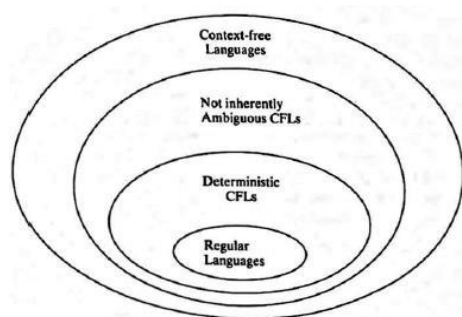 Context-free
Languages
Not inherently
Ambiguous CFLs
Deterministic
CFLs
Regular
Languages